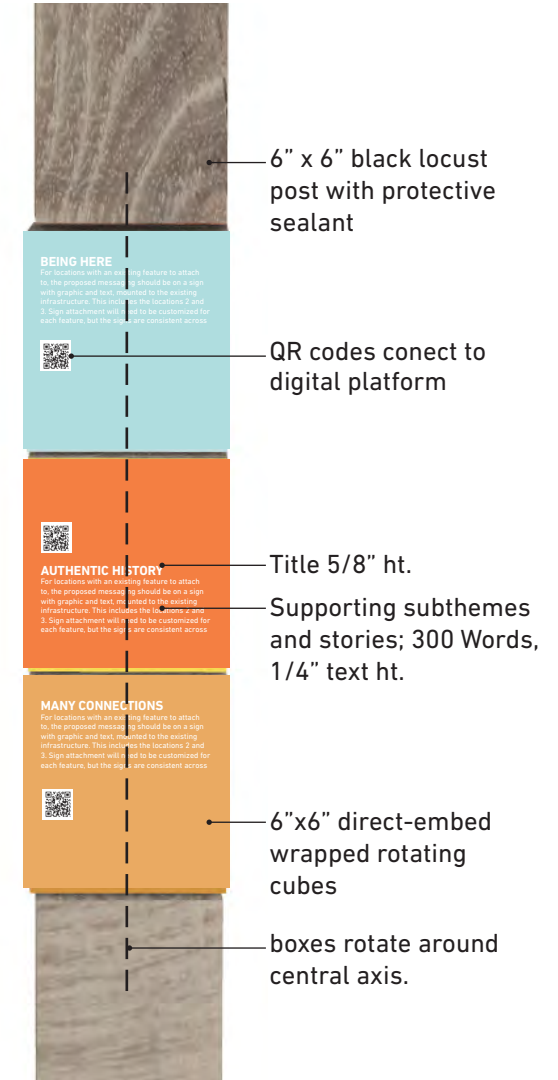 6” x 6” black locust
post with protective
sealant
BEING HERE
For locations with an existing feature to attach
to, the proposed messaging should be on a sign
with graphic and text, mounted to the existing
infrastructure. This includes the locations 2 and
3. Sign attachment will need to be customized for
each feature, but the signs are consistent across
QR codes conect to
digital platform
Title 5/8” ht.
AUTHENTIC HISTORY
For locations with an existing feature to attach
to, the proposed messaging should be on a sign
with graphic and text, mounted to the existing
infrastructure. This includes the locations 2 and
3. Sign attachment will need to be customized for
each feature, but the signs are consistent across
Supporting subthemes
and stories; 300 Words,
1/4” text ht.
MANY CONNECTIONS
For locations with an existing feature to attach
to, the proposed messaging should be on a sign
with graphic and text, mounted to the existing
infrastructure. This includes the locations 2 and
3. Sign attachment will need to be customized for
each feature, but the signs are consistent across
6”x6” direct-embed
wrapped rotating
cubes
boxes rotate around
central axis.